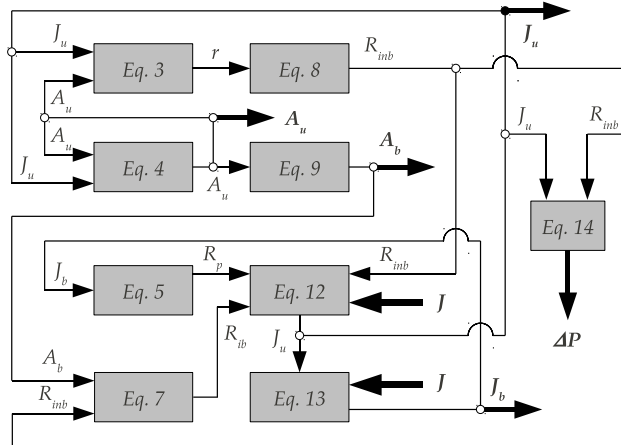 J_u
J_u
r
R_inb
Eq. 3
Eq. 8
A_u
J_u
R_inb
A_u
A_u
A_b
J_u
Eq. 4
A_u
Eq. 9
Eq. 14
R_p
R_inb
J_b
Eq. 5
Eq. 12
J
R_ib
J_u
ΔP
A_b
R_inb
Eq. 7
Eq. 13
J
J_b